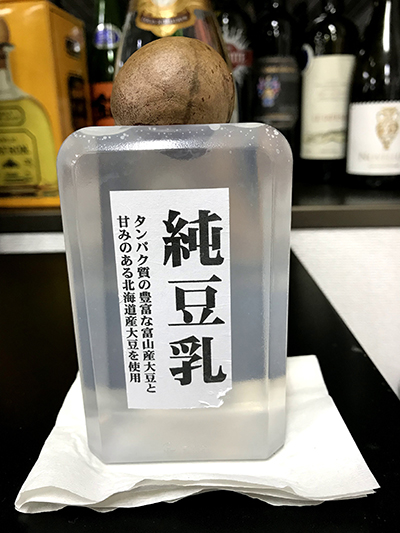 純豆乳
タンパク質の豊富な富山産大豆と
甘みのある北海道産大豆を使用